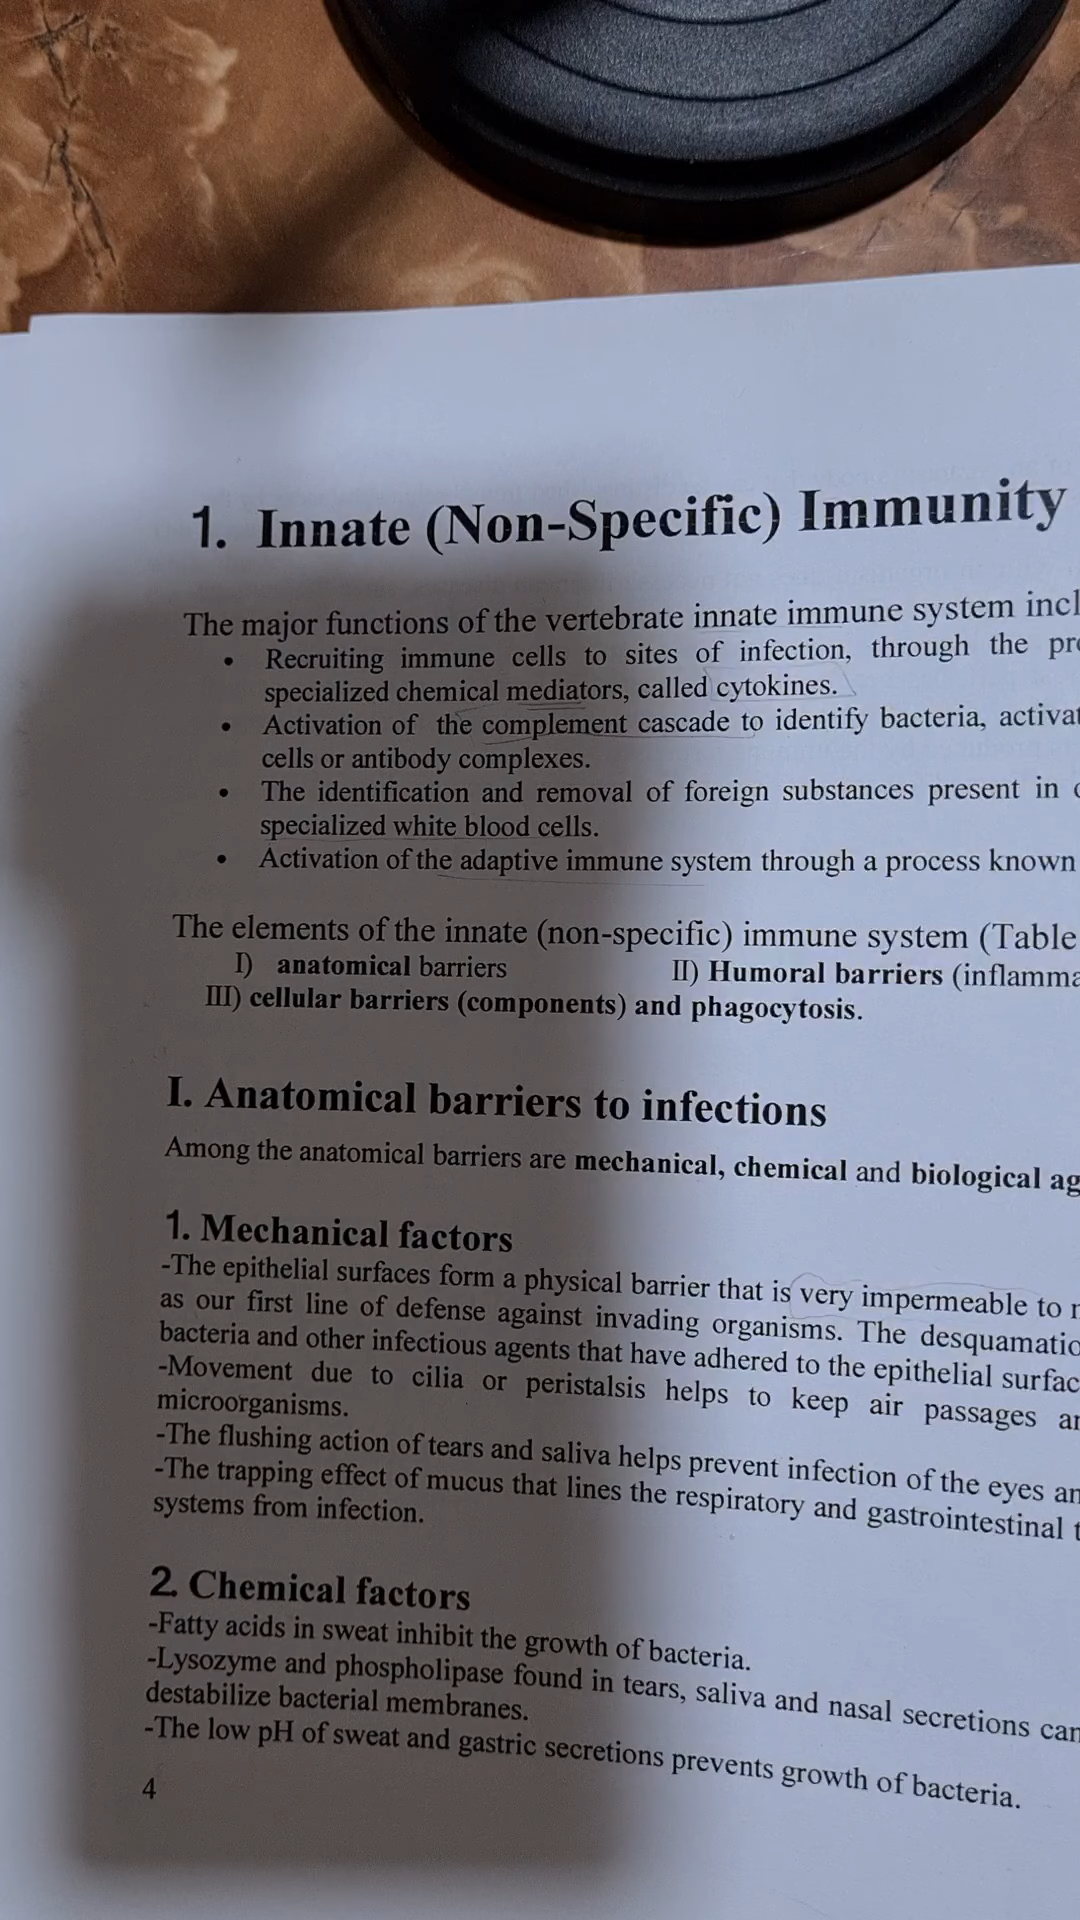 1. Innate (Non-Specific) Immunity
The major functions of the vertebrate innate immune system
• Recruiting immune cells to sites of infection, through the
specialized chemical mediators, called cytokines.
• Activation of the complement cascade to identify bacteria,
cells or antibody complexes.
• The identification and removal of foreign substances present in
specialized white blood cells.
• Activation of the adaptive immune system through a process known
The elements of the innate (non-specific) immune system (Table
I) anatomical barriers II) Humoral barriers
III) cellular barriers (components) and phagocytosis.
I. Anatomical barriers to infections
Among the anatomical barriers are mechanical, chemical and biological
1. Mechanical factors
-The epithelial surfaces form a physical barrier that is very impermeable to
as our first line of defense against invading organisms. The
bacteria and other infectious agents that have adhered to the epithelial
-Movement due to cilia or peristalsis helps to keep air passages
microorganisms.
-The flushing action of tears and saliva helps prevent infection of the eyes
-The trapping effect of mucus that lines the respiratory and gastrointestinal
systems from infection.
2. Chemical factors
-Fatty acids in sweat inhibit the growth of bacteria.
-Lysozyme and phospholipase found in tears, saliva and nasal secretions can
destabilize bacterial membranes.
-The low pH of sweat and gastric secretions prevents growth of bacteria.
4